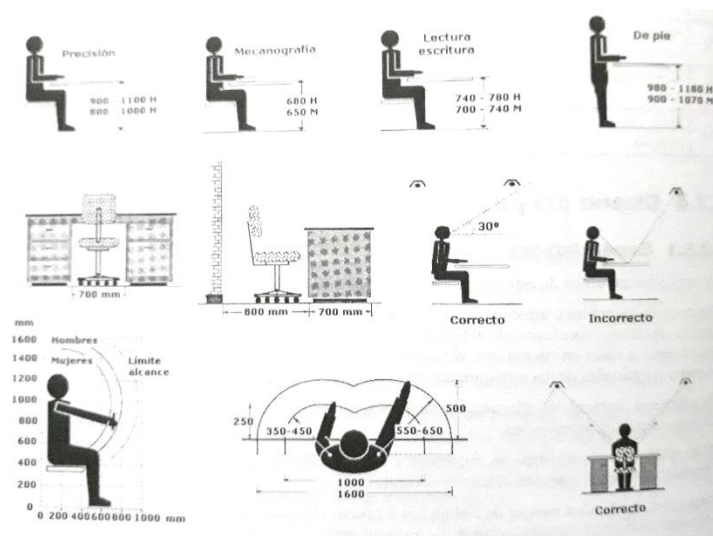 Precisión
900 - 1100 H
800 - 1000 H
Mecanografía
680 H
650 M
Lectura
escritura
740 - 780 H
700 - 740 M
De pie
980 - 1180 H
900 - 1070 M
700 mm
800 mm
700 mm
30º
Correcto
Incorrecto
mm
1600
1400
1200
1000
800
600
400
200
0
Hombres
Mujeres
Límite
alcance
0 200 400 600 800 1000 mm
250
350-450
550-650
500
1000
1600
Correcto